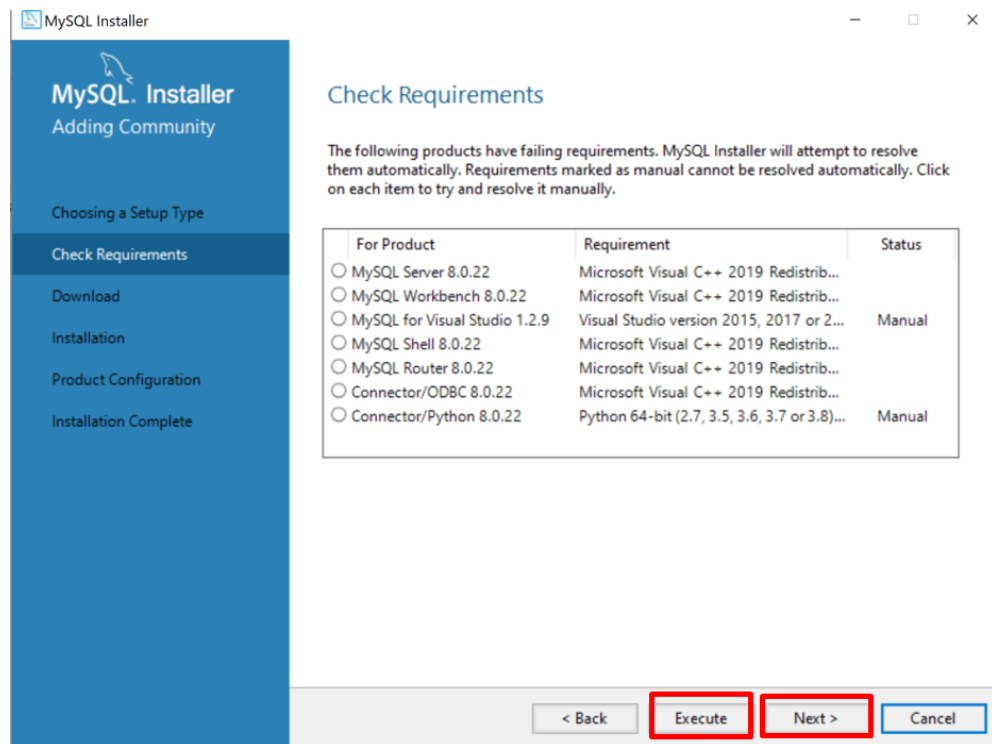 MySQL Installer
MySQL. Installer
Adding Community
Choosing a Setup Type
Check Requirements
Download
Installation
Product Configuration
Installation Complete
Check Requirements
The following products have failing requirements. MySQL Installer will attempt to resolve
them automatically. Requirements marked as manual cannot be resolved automatically. Click
on each item to try and resolve it manually.
For Product Requirement Status
MySQL Server 8.0.22 Microsoft Visual C++ 2019 Redistrib...
MySQL Workbench 8.0.22 Microsoft Visual C++ 2019 Redistrib...
MySQL for Visual Studio 1.2.9 Visual Studio version 2015, 2017 or 2... Manual
MySQL Shell 8.0.22 Microsoft Visual C++ 2019 Redistrib...
MySQL Router 8.0.22 Microsoft Visual C++ 2019 Redistrib...
Connector/ODBC 8.0.22 Microsoft Visual C++ 2019 Redistrib...
Connector/Python 8.0.22 Python 64-bit (2.7, 3.5, 3.6, 3.7 or 3.8)... Manual
< Back Execute Next > Cancel